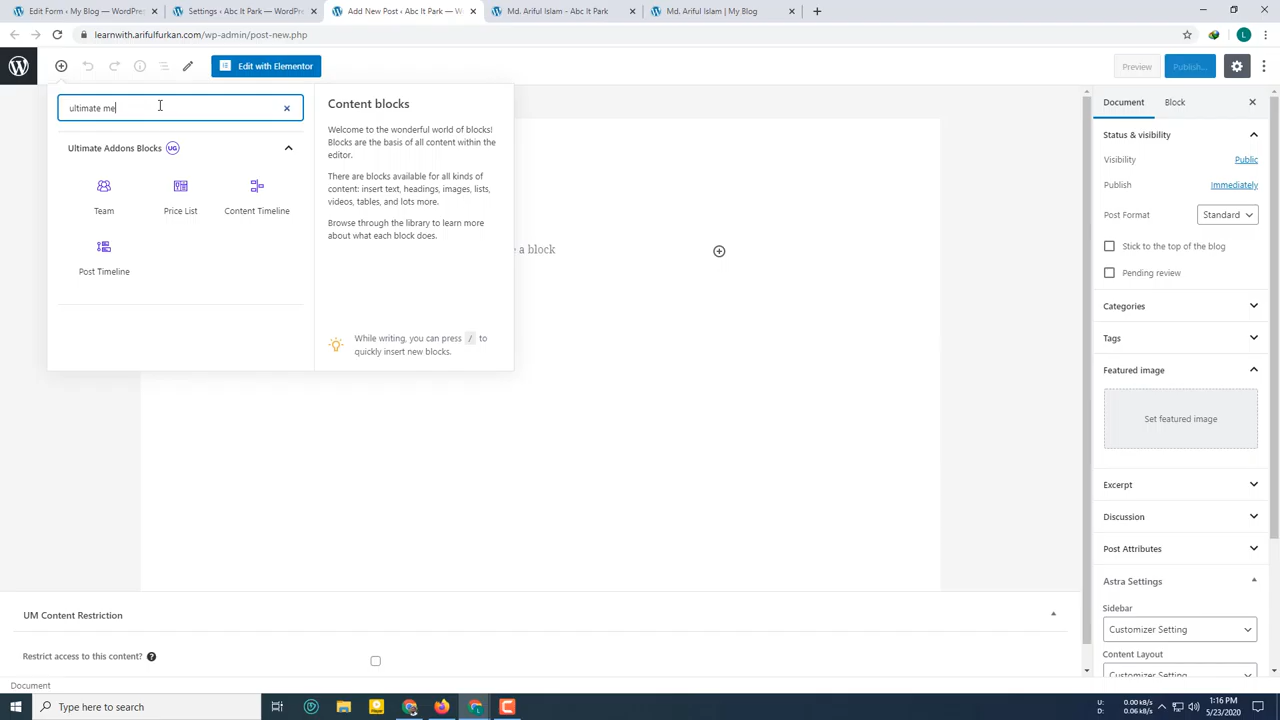 Edit Form ‹ My Blog — WordPres
Settings ‹ Abc It Park — WordPre
Add New Post ‹ Abc It Park — W
Md. Ariful Islam - Abc It Park
Md. Ariful Islam | My Blog
learnwith.arifulfurkan.com/wp-admin/post-new.php
L
Edit with Elementor
Preview
Publish...
ultimate me
Ultimate Addons Blocks UG
Team
Price List
Content Timeline
Post Timeline
Content blocks
Welcome to the wonderful world of blocks!
Blocks are the basis of all content within the
editor.
There are blocks available for all kinds of
content: insert text, headings, images, lists,
videos, tables, and lots more.
Browse through the library to learn more
about what each block does.
While writing, you can press / to
quickly insert new blocks.
e a block
Document
Block
Status & visibility
Visibility
Public
Publish
Immediately
Post Format
Standard
Stick to the top of the blog
Pending review
Categories
Tags
Featured image
Set featured image
Excerpt
Discussion
Post Attributes
Astra Settings
Sidebar
Customizer Setting
Content Layout
Customizer Setting
UM Content Restriction
Restrict access to this content?
Document
Type here to search
U: 0.00 kB/s
D: 0.06 kB/s
1:16 PM
5/23/2020